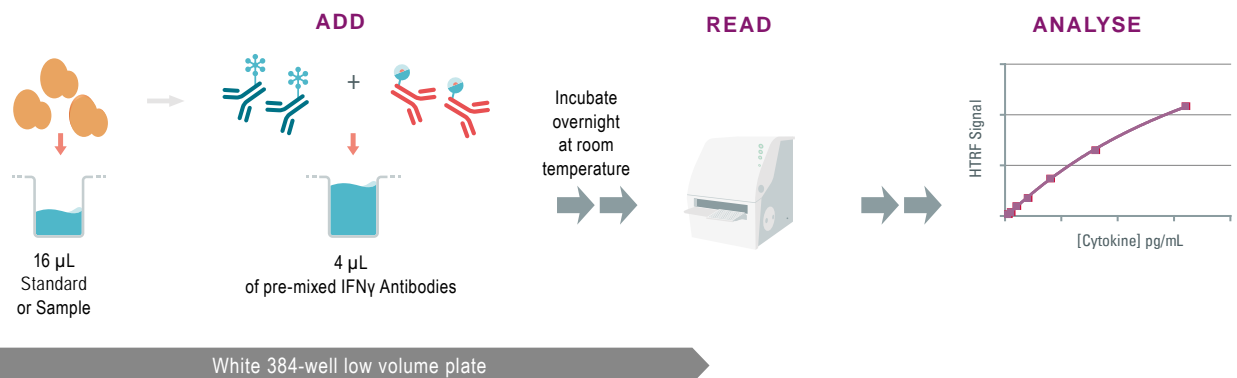 ADD
READ
ANALYSE
+
Incubate
overnight
at room
temperature
HTRF Signal
[Cytokine] pg/mL
16 µL
Standard
or Sample
4 µL
of pre-mixed IFNγ Antibodies
White 384-well low volume plate